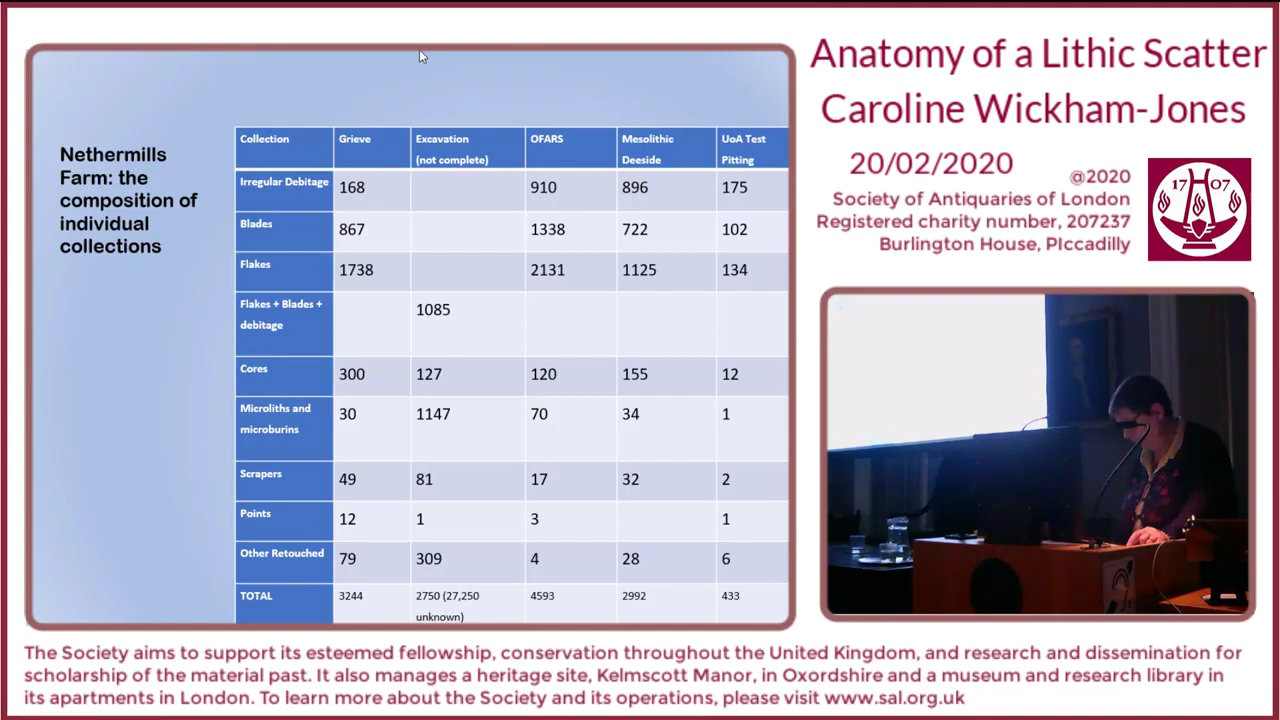 Nethermills
Farm: the
composition of
individual
collections
Collection Grieve Excavation (not complete) OFARS Mesolithic Deeside UoA Test Pitting
Irregular Debitage 168 910 896 175
Blades 867 1338 722 102
Flakes 1738 2131 1125 134
Flakes + Blades + debitage 1085
Cores 300 127 120 155 12
Microliths and microburins 30 1147 70 34 1
Scrapers 49 81 17 32 2
Points 12 1 3 1
Other Retouched 79 309 4 28 6
TOTAL 3244 2750 (27,250 unknown) 4593 2992 433
Anatomy of a Lithic Scatter
Caroline Wickham-Jones
20/02/2020
@2020
Society of Antiquaries of London
Registered charity number, 207237
Burlington House, PIccadilly
17 07
The Society aims to support its esteemed fellowship, conservation throughout the United Kingdom, and research and dissemination for
scholarship of the material past. It also manages a heritage site, Kelmscott Manor, in Oxfordshire and a museum and research library in
its apartments in London. To learn more about the Society and its operations, please visit www.sal.org.uk